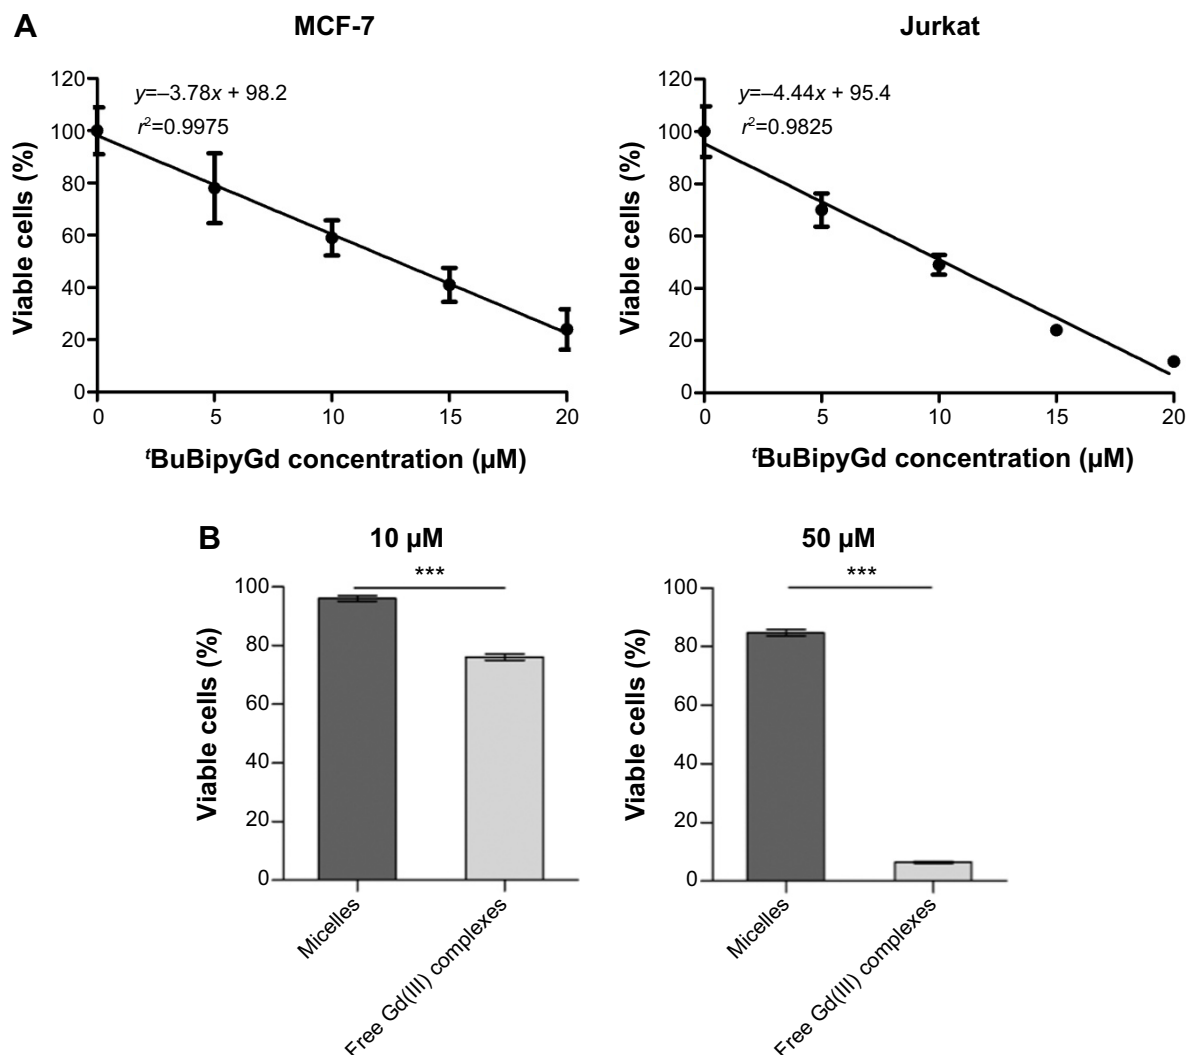 A
MCF-7
Jurkat
y=–3.78x + 98.2
r²=0.9975
y=–4.44x + 95.4
r²=0.9825
Viable cells (%)
120
100
80
60
40
20
0
0 5 10 15 20
ᵗBuBipyGd concentration (µM)
Viable cells (%)
120
100
80
60
40
20
0
0 5 10 15 20
ᵗBuBipyGd concentration (µM)
B
10 µM
50 µM
***
***
Viable cells (%)
100
80
60
40
20
0
Micelles
Free Gd(III) complexes
Viable cells (%)
100
80
60
40
20
0
Micelles
Free Gd(III) complexes